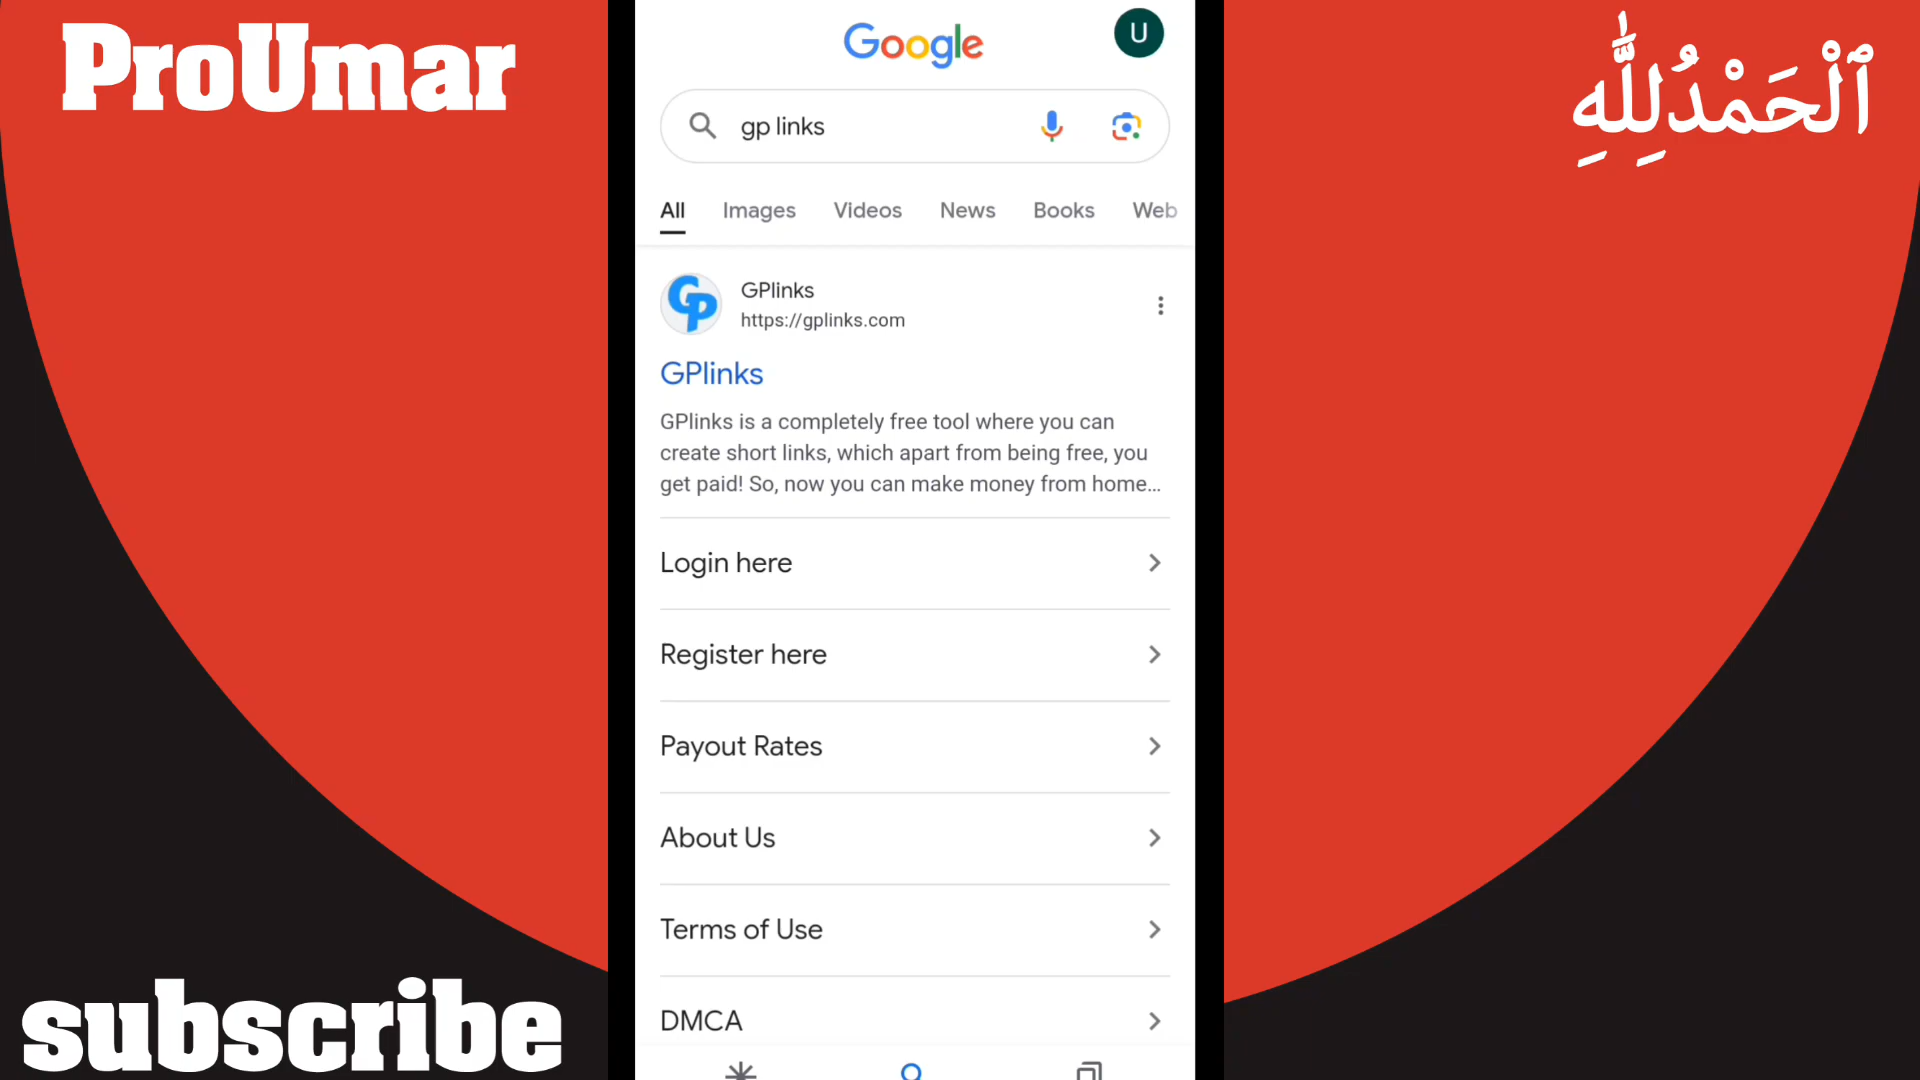 ProUmar
ٱلْحَمْدُلِلَّٰهِ
Google
U
gp links
All Images Videos News Books Web
GPlinks
https://gplinks.com
GPlinks
GPlinks is a completely free tool where you can
create short links, which apart from being free, you
get paid! So, now you can make money from home...
Login here
Register here
Payout Rates
About Us
Terms of Use
DMCA
subscribe